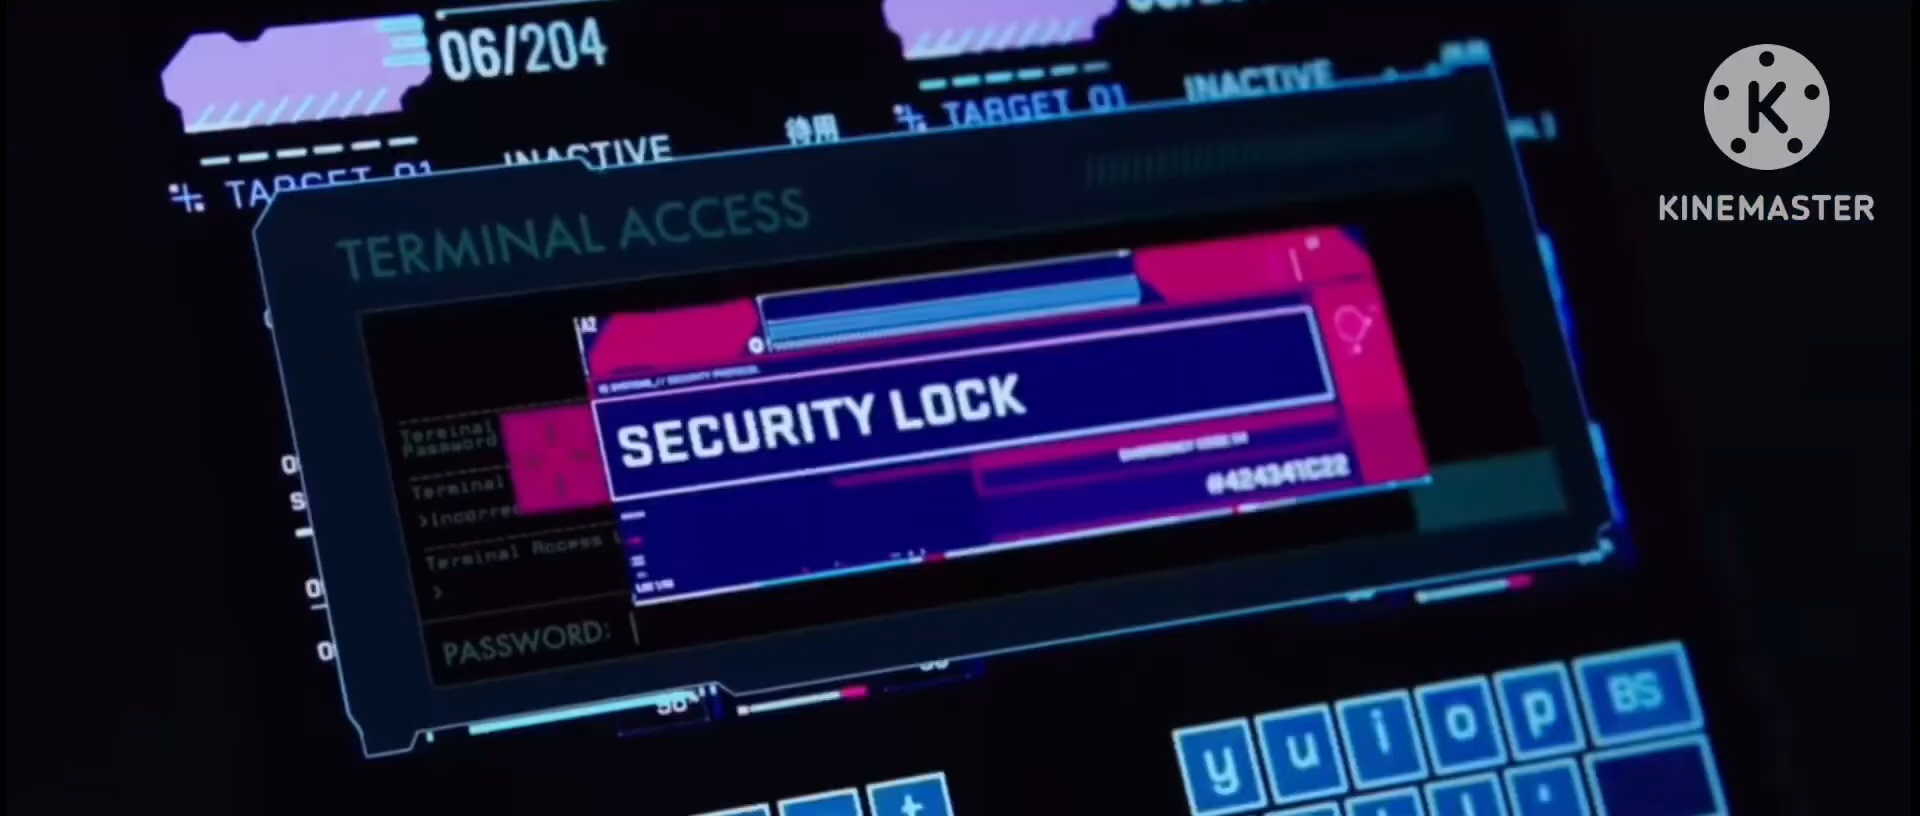 06/204
TARGET 01
INACTIVE
待用
TARGET 01
INACTIVE
KINEMASTER
TERMINAL ACCESS
A2
SECURITY LOCK
#424341C22
Terminal
Password
Terminal
>Incorre
Terminal Access
>
PASSWORD:
y u i o p BS